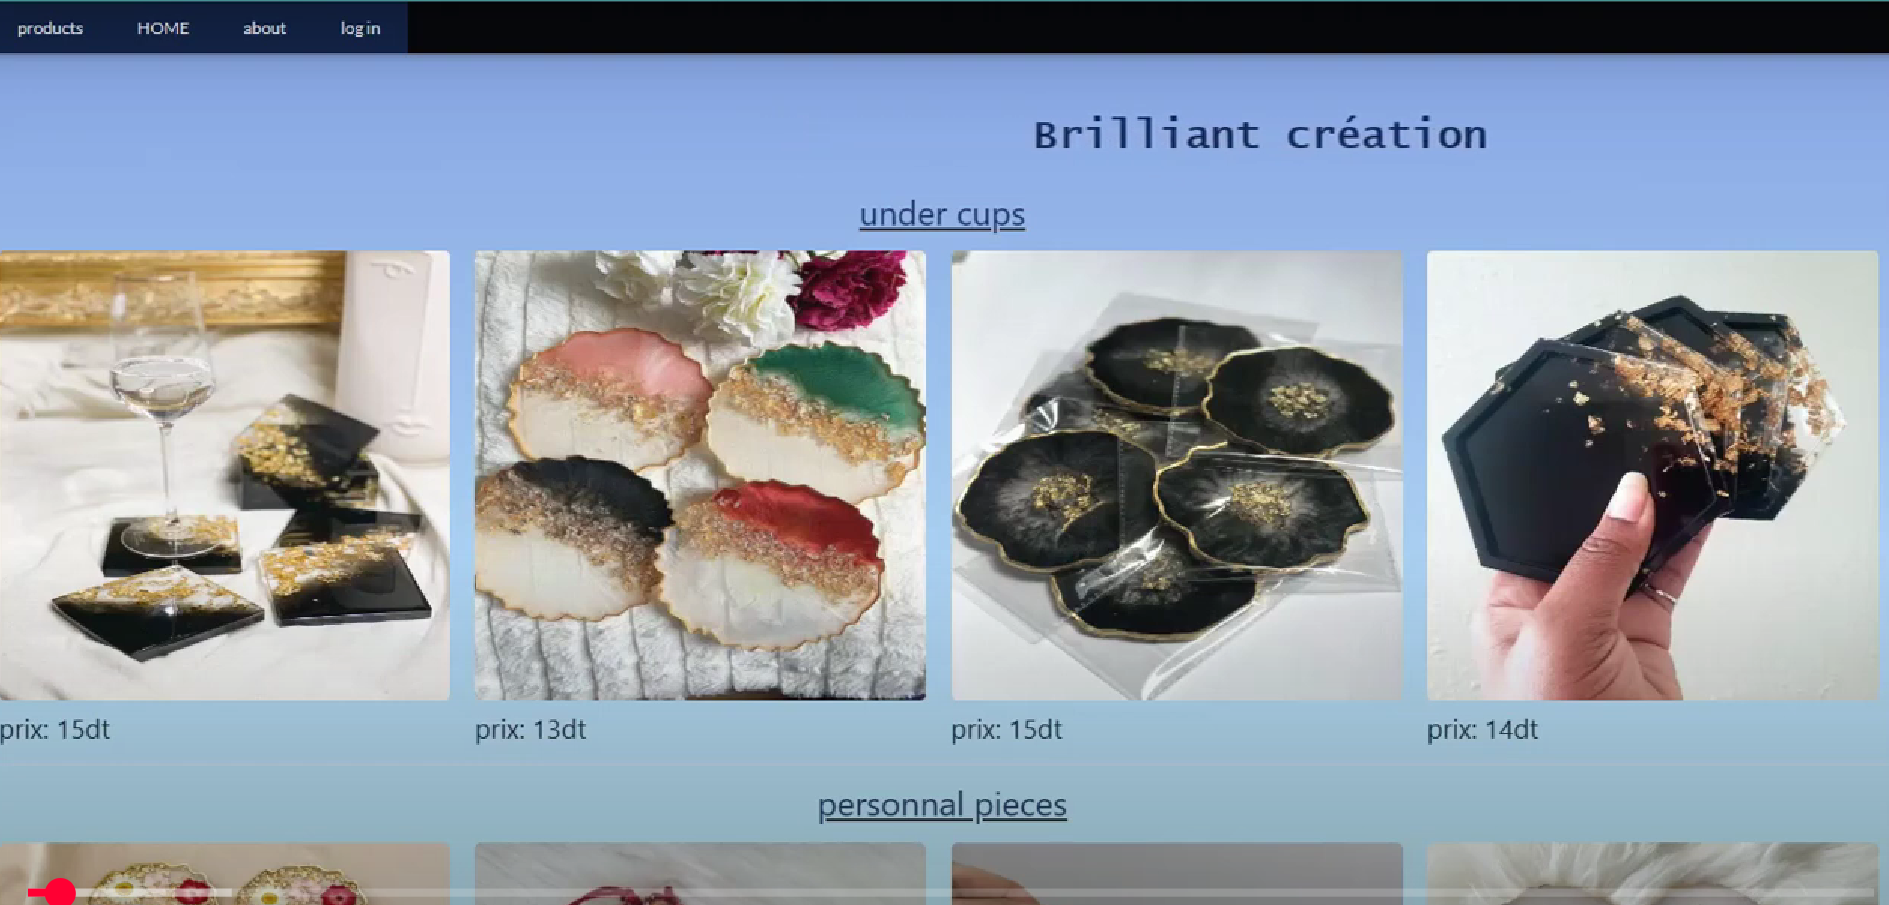 products HOME about log in
Brilliant création
under cups
prix: 15dt prix: 13dt prix: 15dt prix: 14dt
personnal pieces